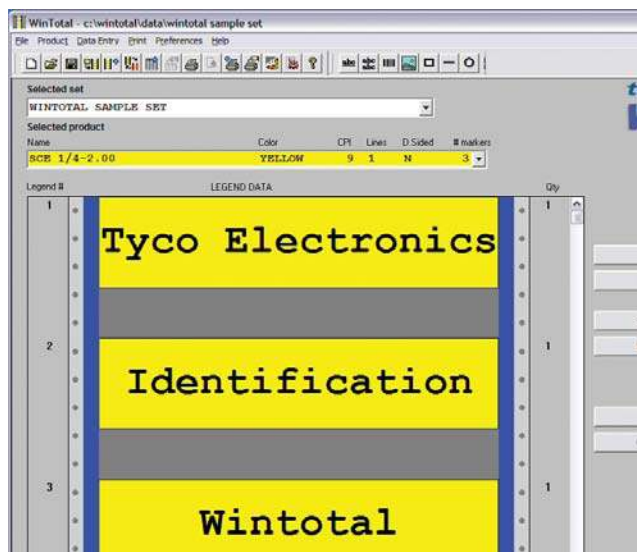 WinTotal - c:\wintotal\data\wintotal sample set
File Product Data Entry Print Preferences Help
abc abc
Selected set
WINTOTAL SAMPLE SET
Selected product
Name Color CPI Lines D.Sided # markers
SCE 1/4-2.00 YELLOW 9 1 N 3
Legend # LEGEND DATA Qty
1 Tyco Electronics 1
2 Identification 1
3 Wintotal 1